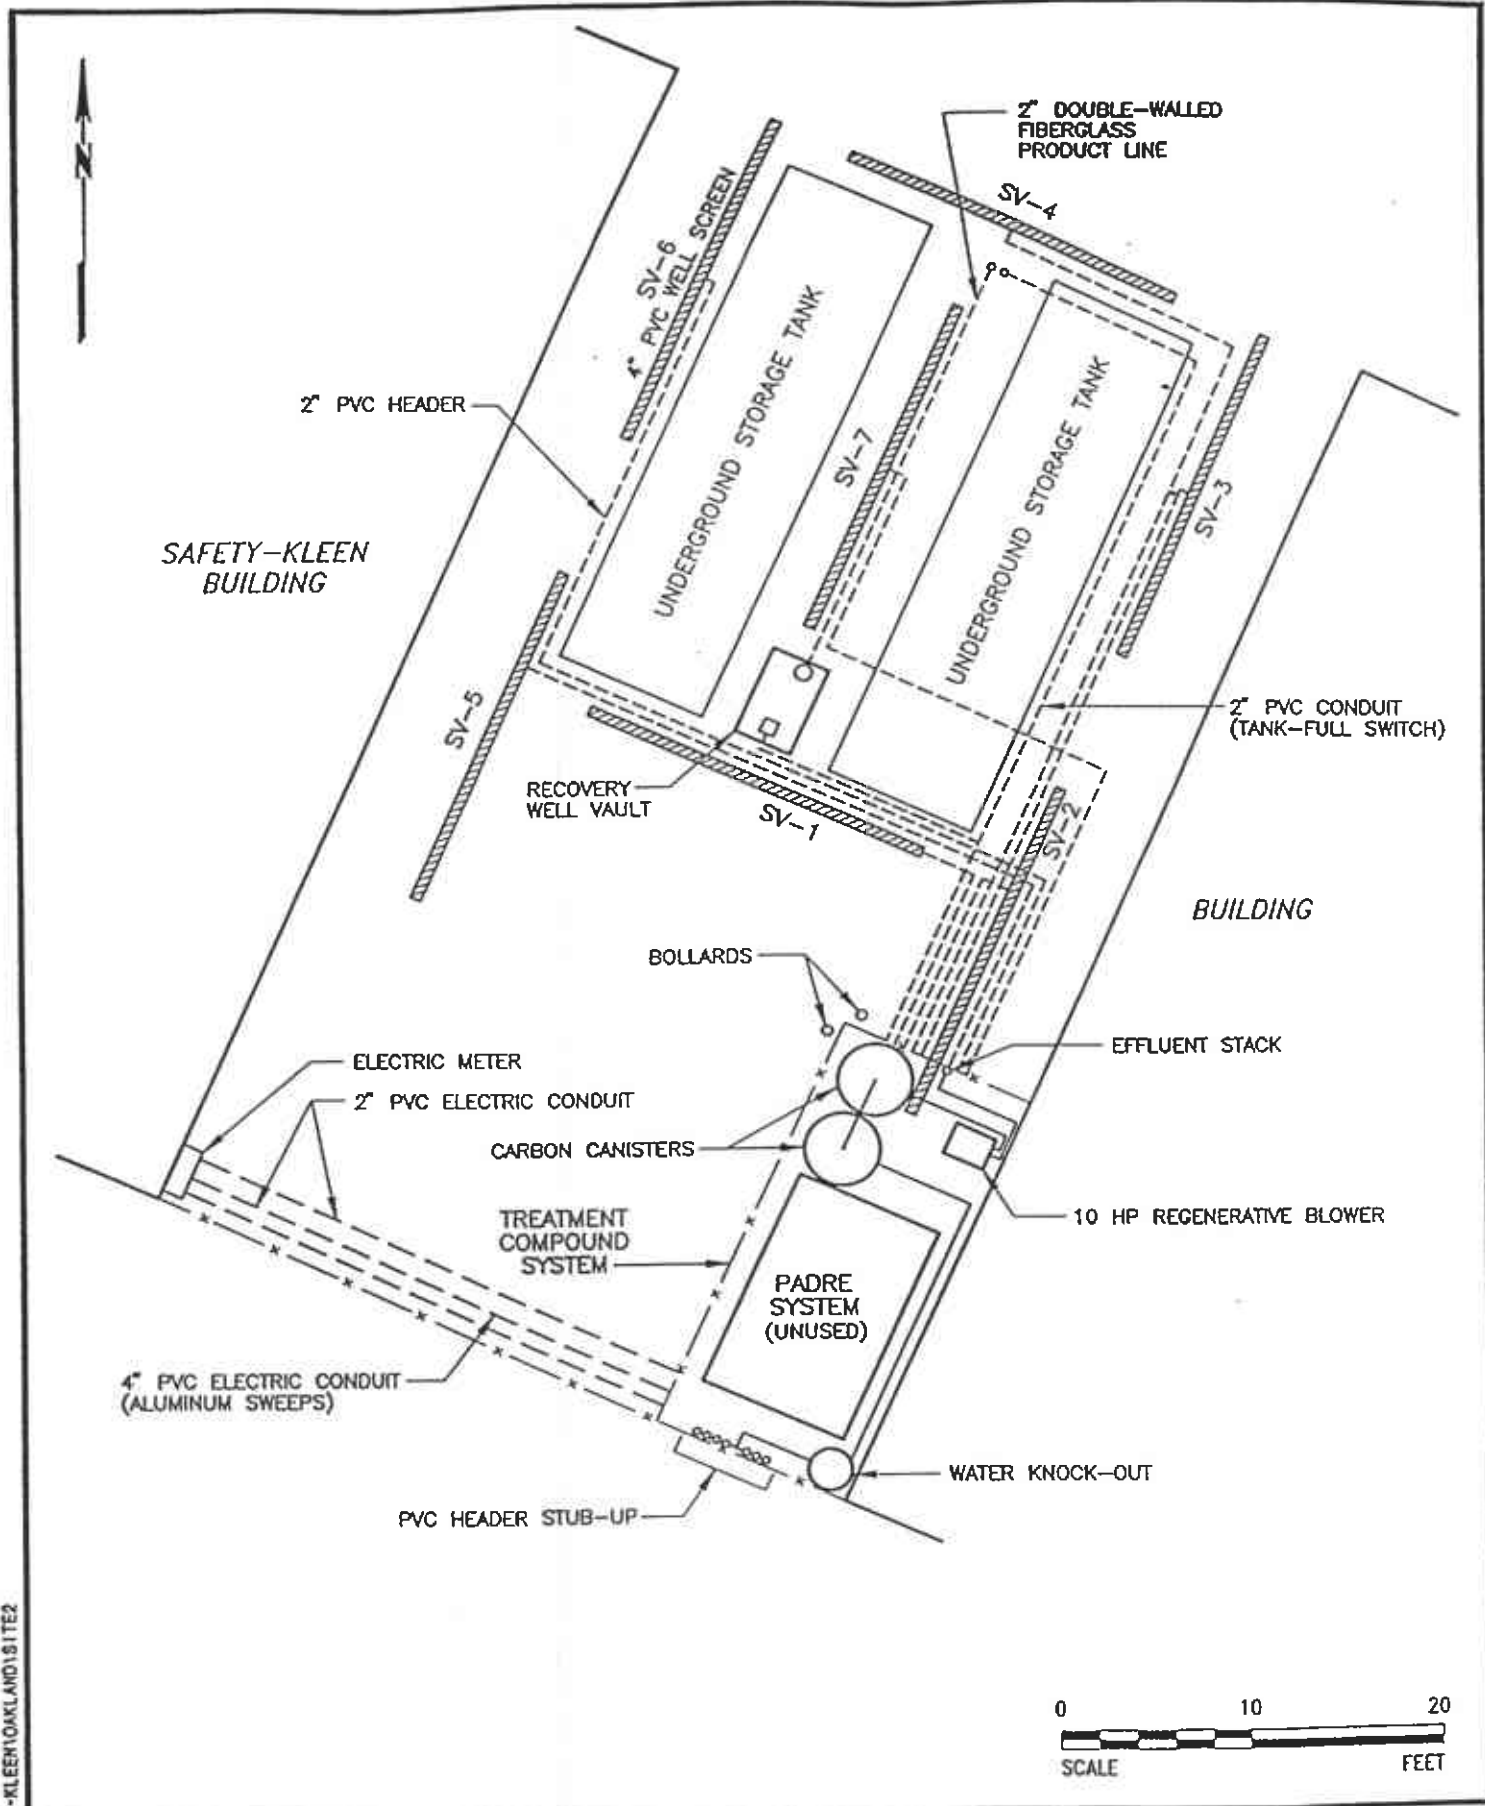 N
2" DOUBLE-WALLED
FIBERGLASS
PRODUCT LINE
SV-4
SV-6
4" PVC WELL SCREEN
UNDERGROUND STORAGE TANK
2" PVC HEADER
SV-7
UNDERGROUND STORAGE TANK
SV-3
SAFETY-KLEEN
BUILDING
SV-5
2" PVC CONDUIT
(TANK-FULL SWITCH)
RECOVERY
WELL VAULT
SV-1
SV-2
BUILDING
BOLLARDS
EFFLUENT STACK
ELECTRIC METER
2" PVC ELECTRIC CONDUIT
CARBON CANISTERS
10 HP REGENERATIVE BLOWER
TREATMENT
COMPOUND
SYSTEM
PADRE
SYSTEM
(UNUSED)
4" PVC ELECTRIC CONDUIT
(ALUMINUM SWEEPS)
WATER KNOCK-OUT
PVC HEADER STUB-UP
0 10 20
SCALE FEET
-KLEEN\OAKLAND\SITE2